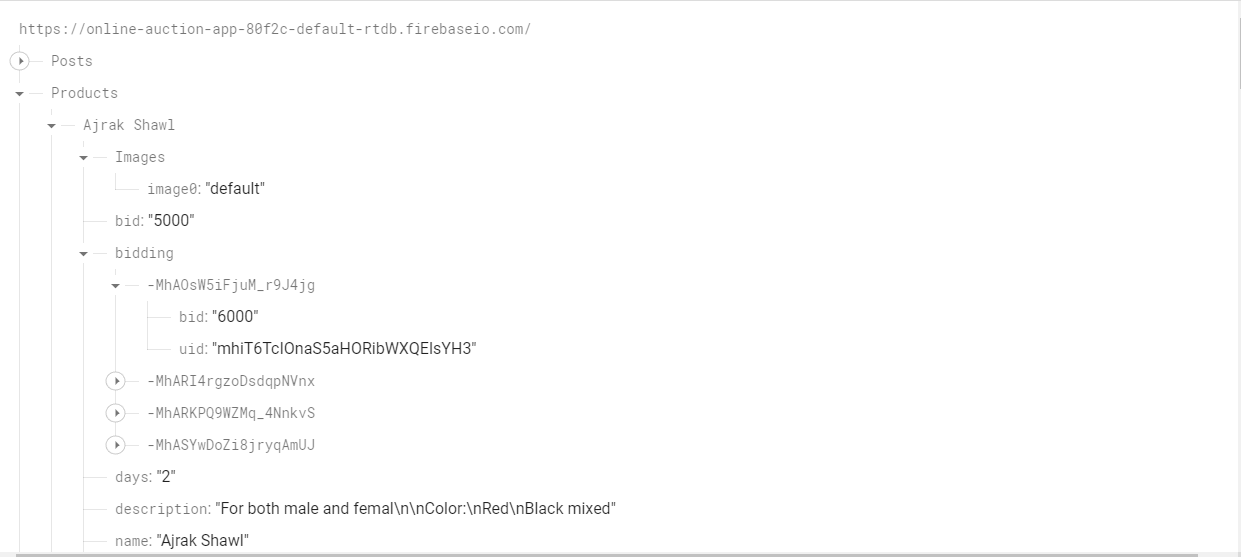 https://online-auction-app-80f2c-default-rtdb.firebaseio.com/
Posts
Products
Ajrak Shawl
Images
image0: "default"
bid: "5000"
bidding
-MhAOsW5iFjuM_r9J4jg
bid: "6000"
uid: "mhiT6TclOnaS5aHORibWXQElsYH3"
-MhARI4rgzoDsdqpNVnx
-MhARKPQ9WZMq_4NnkvS
-MhASYwDoZi8jryqAmUJ
days: "2"
description: "For both male and femal\n\nColor:\nRed\nBlack mixed"
name: "Ajrak Shawl"